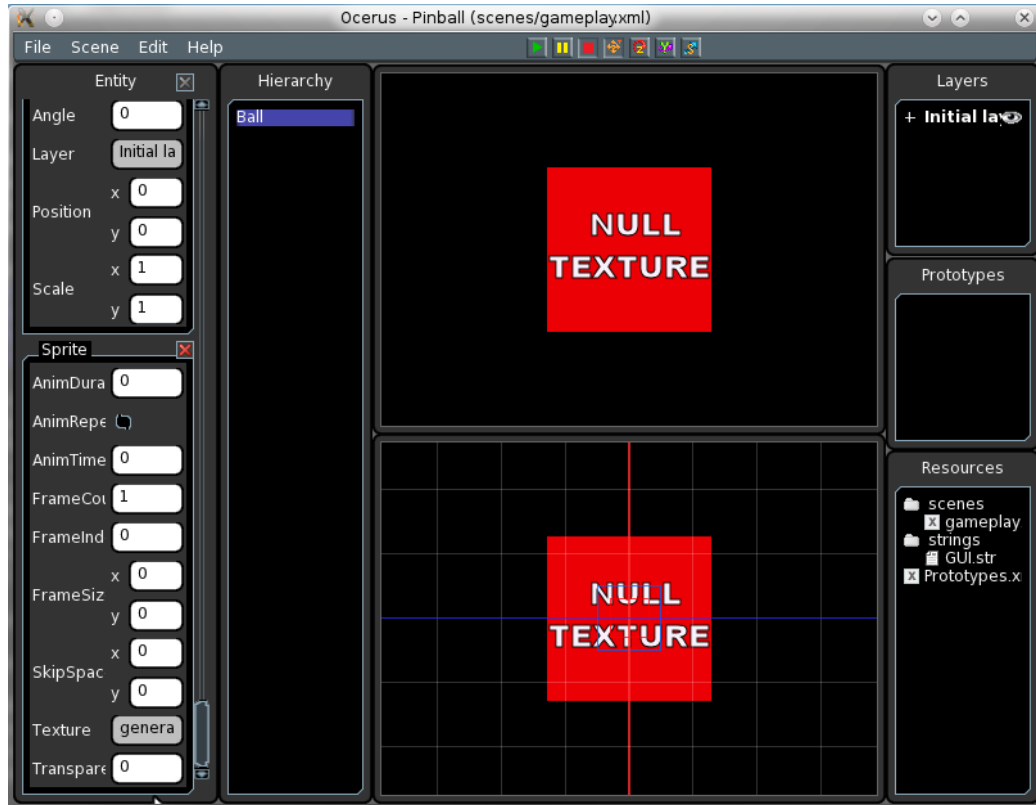 Ocerus - Pinball (scenes/gameplay.xml)
File Scene Edit Help
Entity
Angle 0
Layer Initial la
Position x 0
y 0
Scale x 1
y 1
Sprite
AnimDura 0
AnimRepe
AnimTime 0
FrameCou 1
FrameInd 0
FrameSiz x 0
y 0
SkipSpac x 0
y 0
Texture genera
Transpare 0
Hierarchy
Ball
NULL
TEXTURE
NULL
TEXTURE
Layers
+ Initial lay
Prototypes
Resources
scenes
gameplay
strings
GUI.str
Prototypes.x